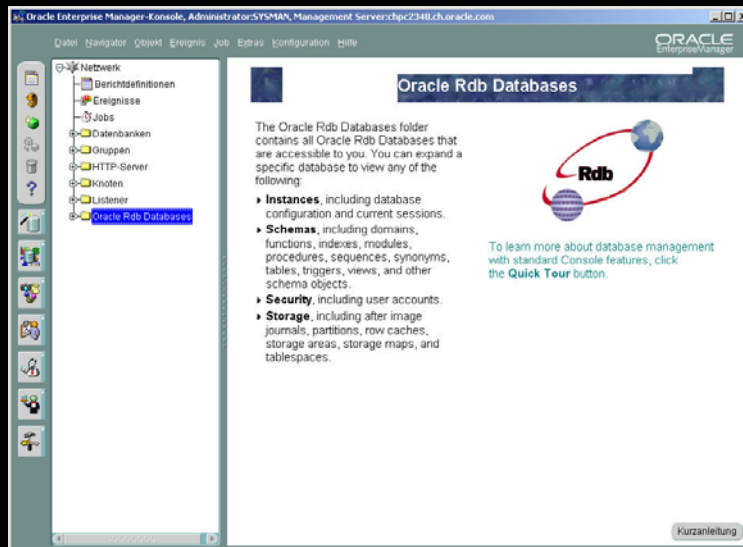 Oracle Enterprise Manager-Konsole, Administrator:SYSMAN, Management Server:chpc2348.ch.oracle.com
Datei Navigator Objekt Ereignis Job Extras Konfiguration Hilfe
ORACLE
EnterpriseManager
Netzwerk
Berichtdefinitionen
Ereignisse
Jobs
Datenbanken
Gruppen
HTTP-Server
Knoten
Listener
Oracle Rdb Databases
Oracle Rdb Databases
The Oracle Rdb Databases folder
contains all Oracle Rdb Databases that
are accessible to you. You can expand a
specific database to view any of the
following:
Instances, including database
configuration and current sessions.
Schemas, including domains,
functions, indexes, modules,
procedures, sequences, synonyms,
tables, triggers, views, and other
schema objects.
Security, including user accounts.
Storage, including after image
journals, partitions, row caches,
storage areas, storage maps, and
tablespaces.
Rdb
To learn more about database management
with standard Console features, click
the Quick Tour button.
Kurzanleitung